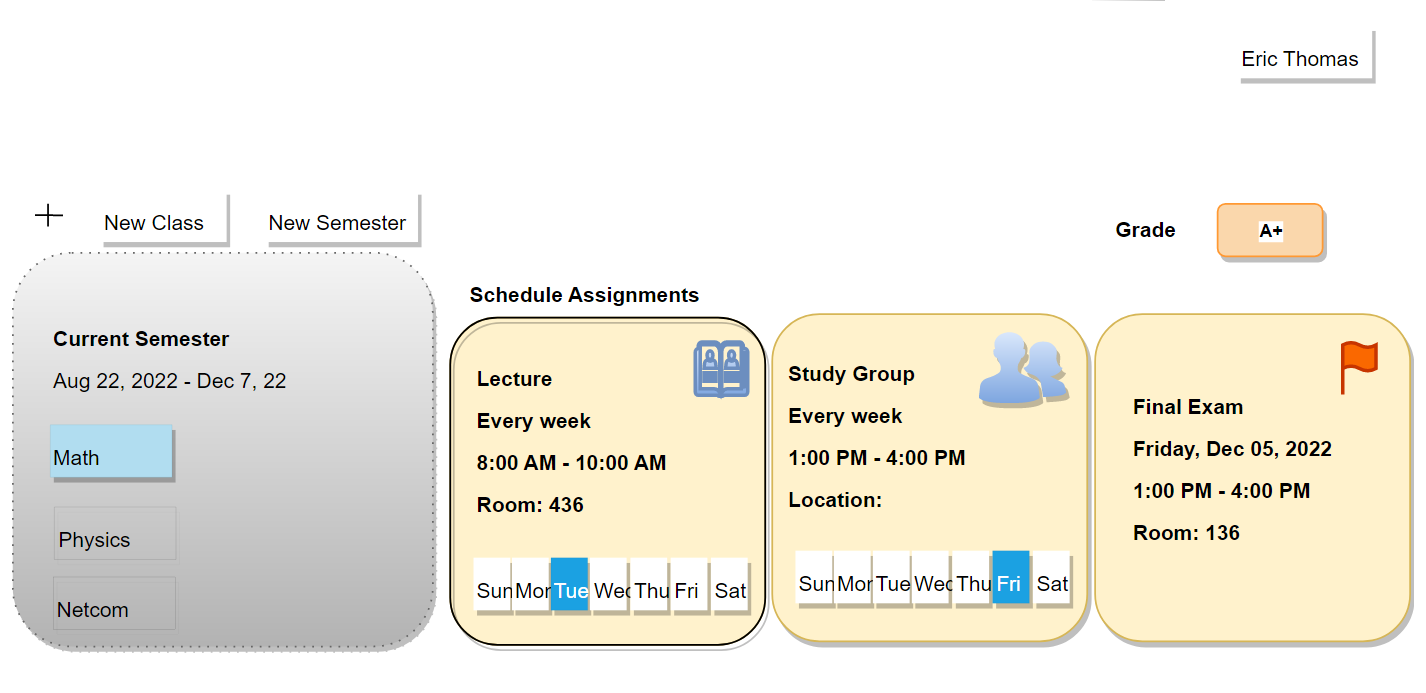 Eric Thomas
New Class
New Semester
Grade
A+
Current Semester
Aug 22, 2022 - Dec 7, 22
Math
Physics
Netcom
Schedule Assignments
Lecture
Every week
8:00 AM - 10:00 AM
Room: 436
Sun Mon Tue Wed Thu Fri Sat
Study Group
Every week
1:00 PM - 4:00 PM
Location:
Sun Mon Tue Wed Thu Fri Sat
Final Exam
Friday, Dec 05, 2022
1:00 PM - 4:00 PM
Room: 136